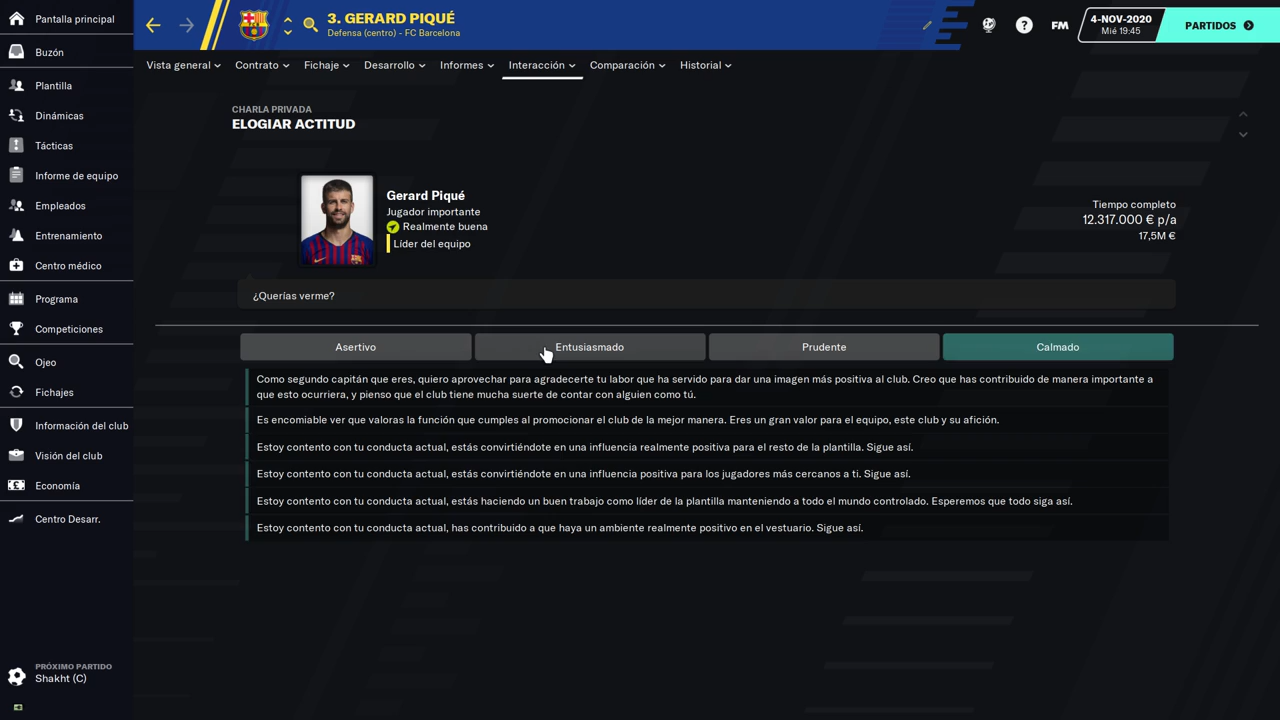 Pantalla principal
Buzón
Plantilla
Dinámicas
Tácticas
Informe de equipo
Empleados
Entrenamiento
Centro médico
Programa
Competiciones
Ojeo
Fichajes
Información del club
Visión del club
Economía
Centro Desarr.
PRÓXIMO PARTIDO
Shakht (C)
3. GERARD PIQUÉ
Defensa (centro) - FC Barcelona
FM
4-NOV-2020
Mié 19:45
PARTIDOS
Vista general
Contrato
Fichaje
Desarrollo
Informes
Interacción
Comparación
Historial
CHARLA PRIVADA
ELOGIAR ACTITUD
Gerard Piqué
Jugador importante
Realmente buena
Líder del equipo
Tiempo completo
12.317.000 € p/a
17,5M €
¿Querías verme?
Asertivo
Entusiasmado
Prudente
Calmado
Como segundo capitán que eres, quiero aprovechar para agradecerte tu labor que ha servido para dar una imagen más positiva al club. Creo que has contribuido de manera importante a
que esto ocurriera, y pienso que el club tiene mucha suerte de contar con alguien como tú.
Es encomiable ver que valoras la función que cumples al promocionar el club de la mejor manera. Eres un gran valor para el equipo, este club y su afición.
Estoy contento con tu conducta actual, estás convirtiéndote en una influencia realmente positiva para el resto de la plantilla. Sigue así.
Estoy contento con tu conducta actual, estás convirtiéndote en una influencia positiva para los jugadores más cercanos a ti. Sigue así.
Estoy contento con tu conducta actual, estás haciendo un buen trabajo como líder de la plantilla manteniendo a todo el mundo controlado. Esperemos que todo siga así.
Estoy contento con tu conducta actual, has contribuido a que haya un ambiente realmente positivo en el vestuario. Sigue así.